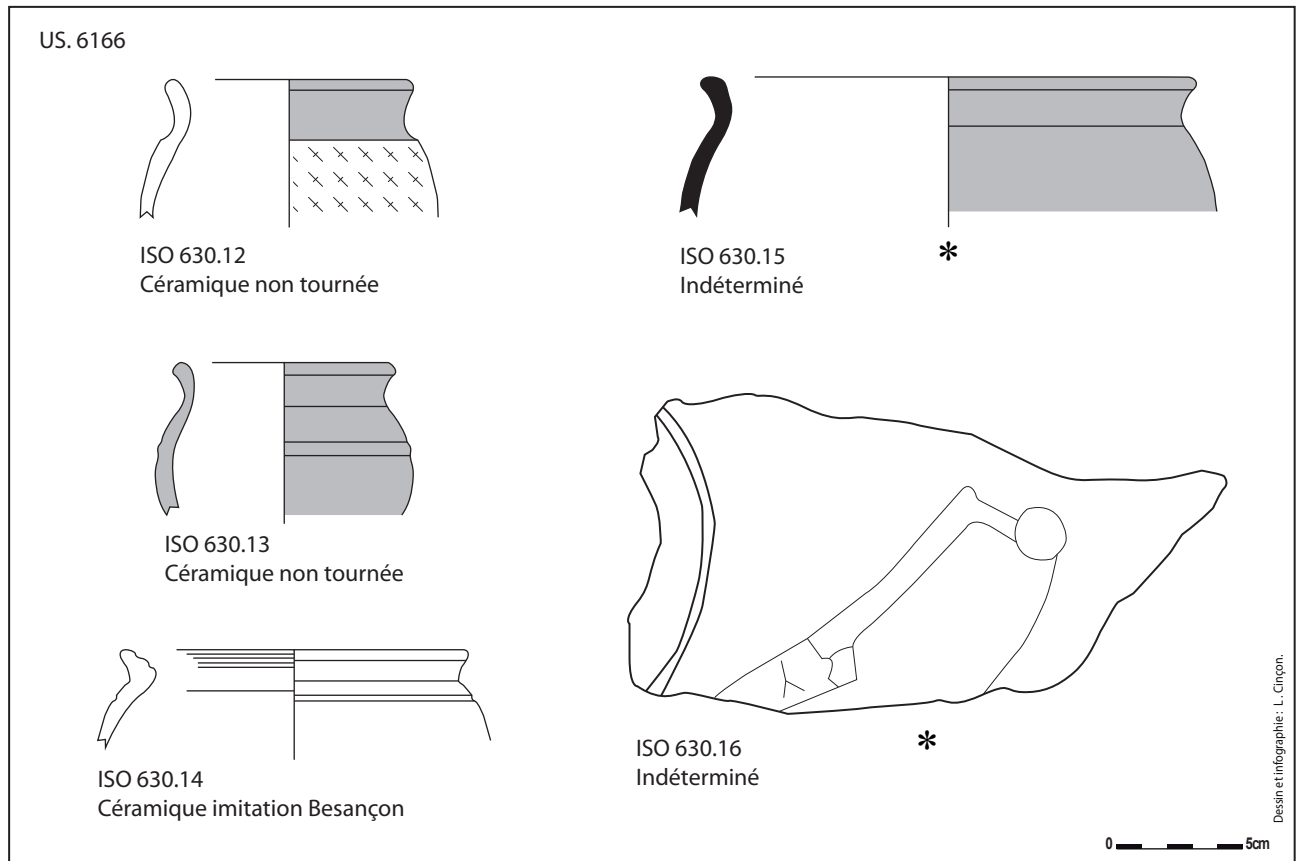 US. 6166
ISO 630.12
Céramique non tournée
ISO 630.15
Indéterminé
*
ISO 630.13
Céramique non tournée
ISO 630.14
Céramique imitation Besançon
ISO 630.16
Indéterminé
*
Dessin et infographie : L. Cinçon.
0 5cm